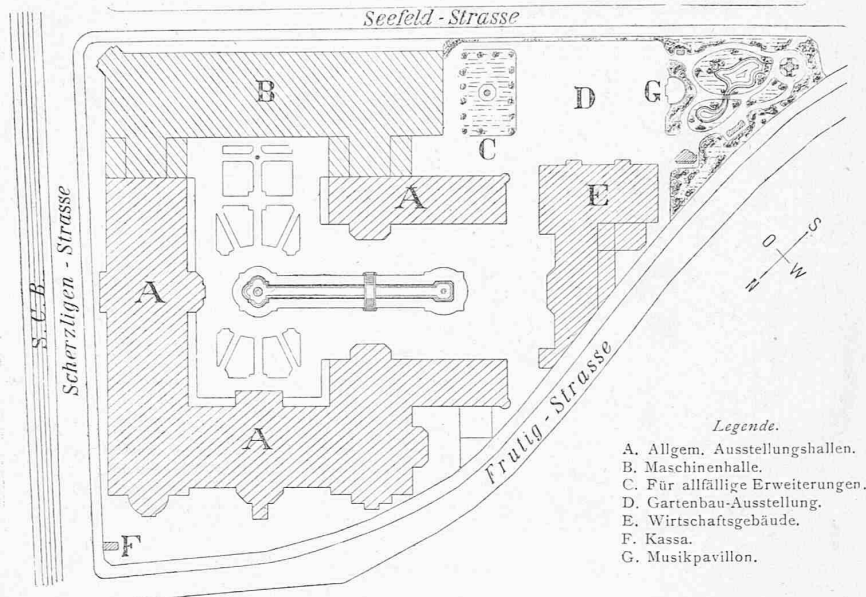 Seefeld-Strasse
B
D
G
C
A
E
A
S.C.B.
Scherzligen-Strasse
S
O
W
N
A
Frutig-Strasse
F
Legende.
A. Allgem. Ausstellungshallen.
B. Maschinenhalle.
C. Für allfällige Erweiterungen.
D. Gartenbau-Ausstellung.
E. Wirtschaftsgebäude.
F. Kassa.
G. Musikpavillon.